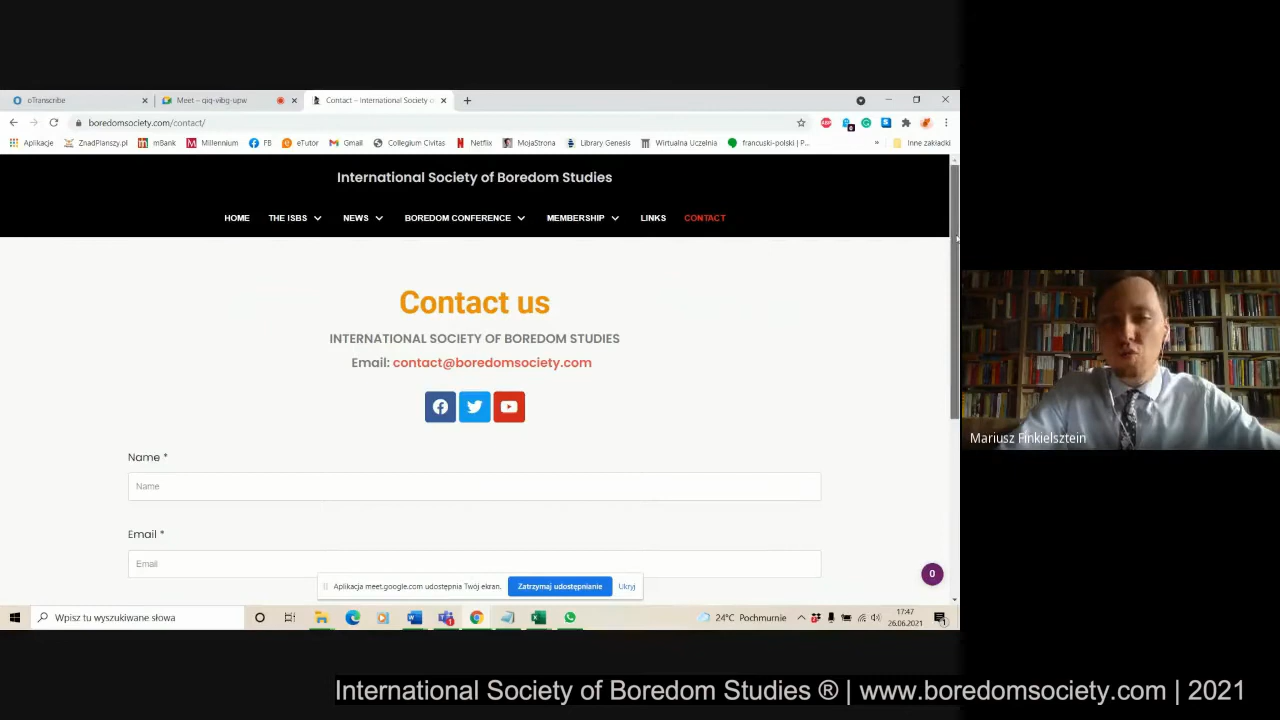 oTranscribe
Meet – qiq-vibg-upw
Contact – International Society o
boredomsociety.com/contact/
Aplikacje
ZnadPlanszy.pl
mBank
Millennium
FB
eTutor
Gmail
Collegium Civitas
Netflix
MojaStrona
Library Genesis
Wirtualna Uczelnia
francuski-polski | P...
»
Inne zakładki
International Society of Boredom Studies
HOME
THE ISBS
NEWS
BOREDOM CONFERENCE
MEMBERSHIP
LINKS
CONTACT
Contact us
INTERNATIONAL SOCIETY OF BOREDOM STUDIES
Email: contact@boredomsociety.com
Name *
Name
Email *
Email
0
Aplikacja meet.google.com udostępnia Twój ekran.
Zatrzymaj udostępnianie
Ukryj
Wpisz tu wyszukiwane słowa
24°C Pochmurnie
17:47
26.06.2021
Mariusz Finkielsztein
International Society of Boredom Studies ® | www.boredomsociety.com | 2021